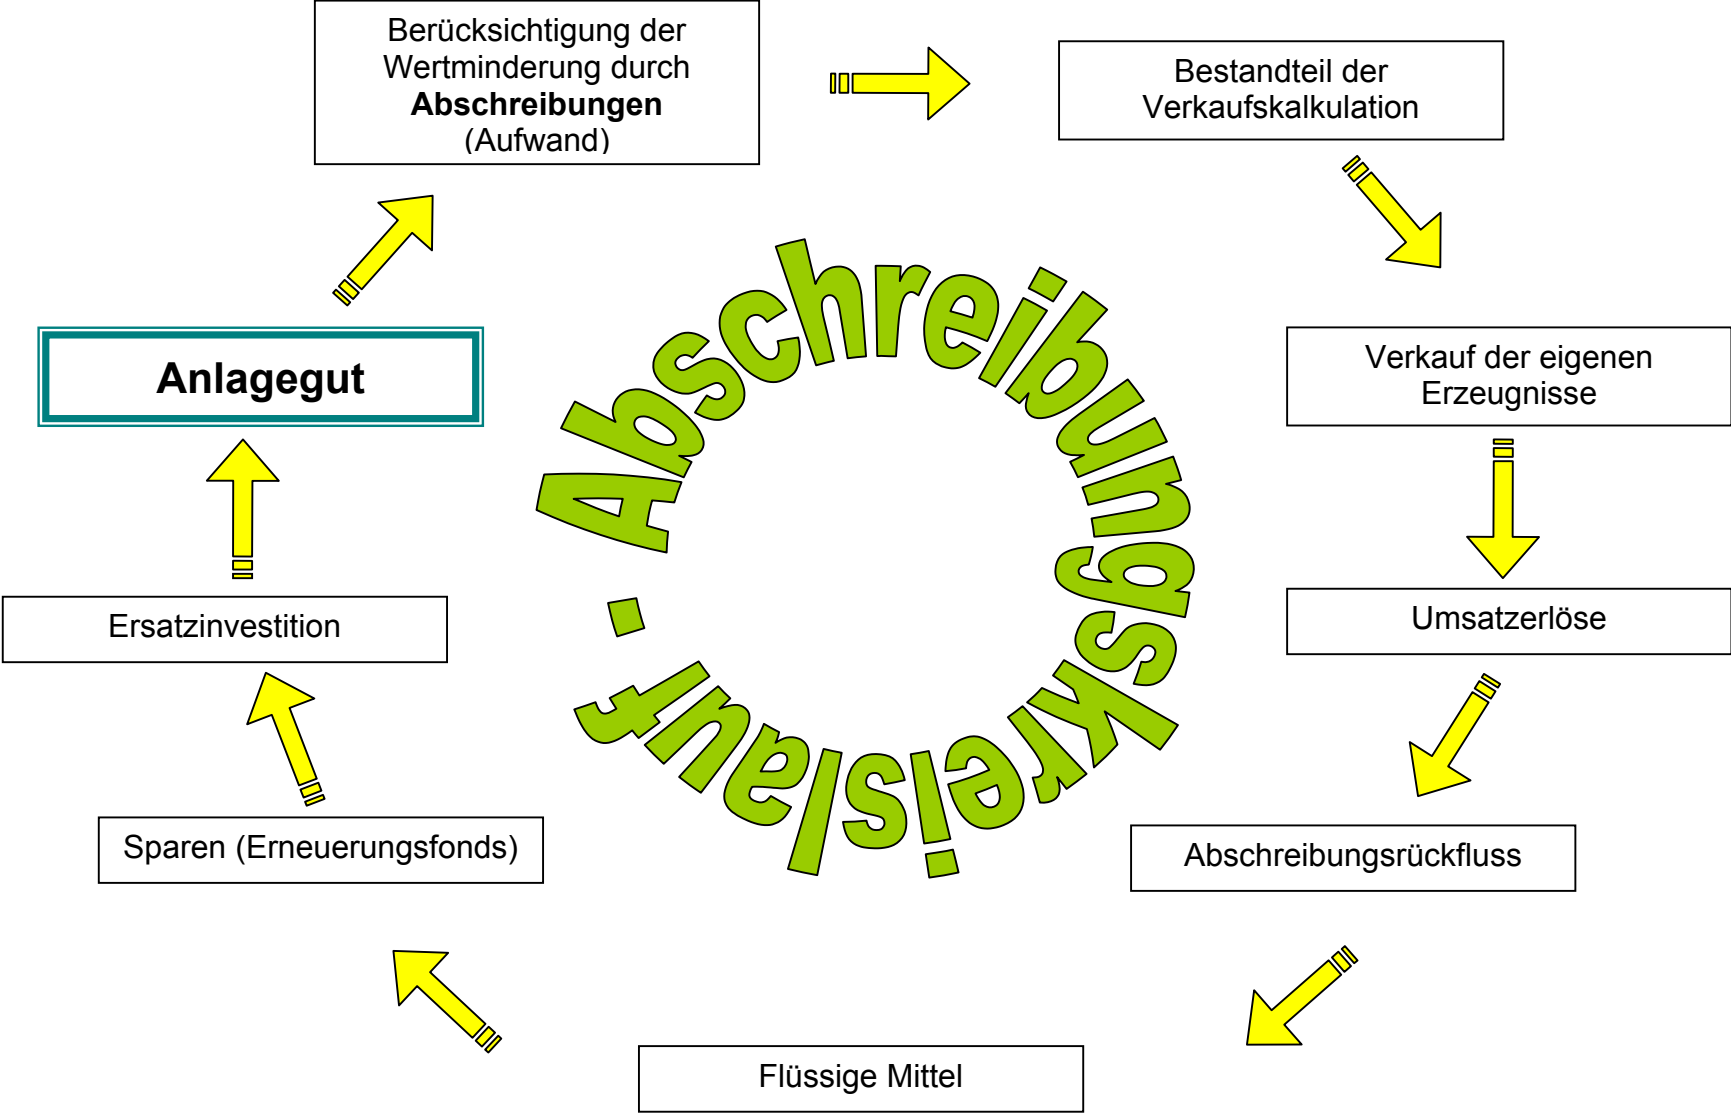 Berücksichtigung der
Wertminderung durch
Abschreibungen
(Aufwand)
Bestandteil der
Verkaufskalkulation
Verkauf der eigenen
Erzeugnisse
Umsatzerlöse
Abschreibungsrückfluss
Flüssige Mittel
Sparen (Erneuerungsfonds)
Ersatzinvestition
Anlagegut
Abschreibungskreislauf .